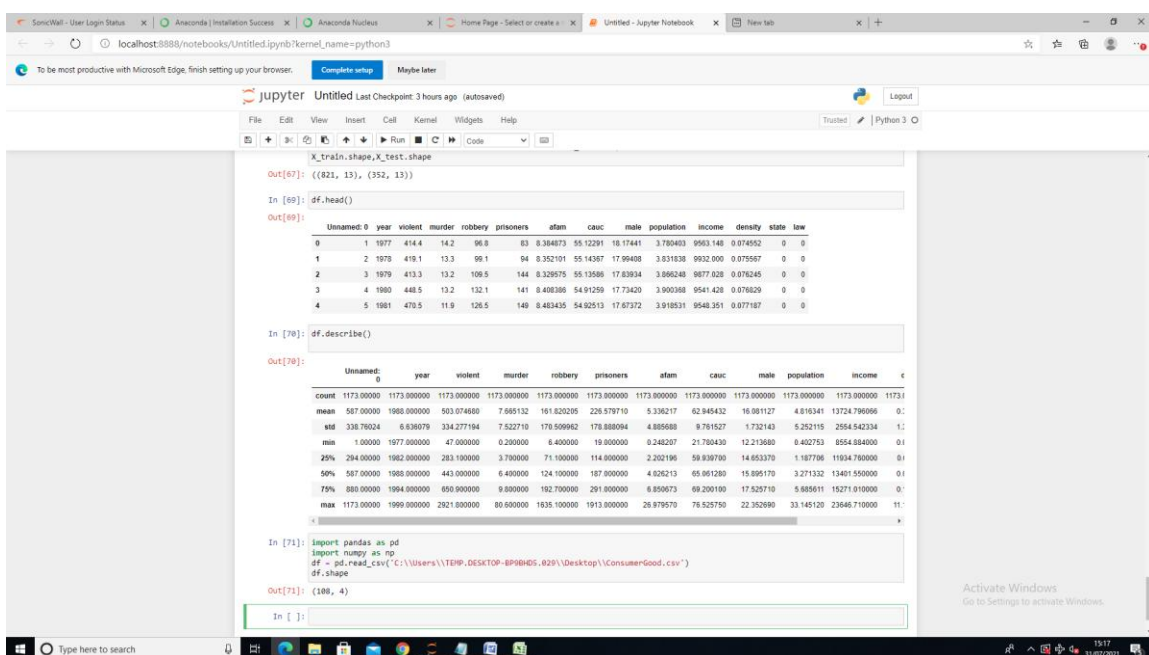 SonicWall - User Login Status Anaconda | Installation Success Anaconda Nucleus Home Page - Select or create a Untitled - Jupyter Notebook New tab
localhost:8888/notebooks/Untitled.ipynb?kernel_name=python3
To be most productive with Microsoft Edge, finish setting up your browser. Complete setup Maybe later
jupyter Untitled Last Checkpoint: 3 hours ago (autosaved) Logout
File Edit View Insert Cell Kernel Widgets Help Trusted Python 3
Run Code
X_train.shape,X_test.shape
Out[67]: ((821, 13), (352, 13))
In [69]: df.head()
Out[69]:
Unnamed: 0 year violent murder robbery prisoners afam cauc male population income density state law
0 1 1977 414.4 14.2 96.8 83 8.384873 55.12291 18.17441 3.780403 9563.148 0.074552 0 0
1 2 1978 419.1 13.3 99.1 94 8.352101 55.14367 17.99408 3.831838 9932.000 0.075567 0 0
2 3 1979 413.3 13.2 109.5 144 8.329575 55.13586 17.83934 3.866248 9877.028 0.076245 0 0
3 4 1980 448.5 13.2 132.1 141 8.408386 54.91259 17.73420 3.900368 9541.428 0.076829 0 0
4 5 1981 470.5 11.9 126.5 149 8.483435 54.92513 17.67372 3.918531 9548.351 0.077187 0 0
In [70]: df.describe()
Out[70]:
Unnamed:
0 year violent murder robbery prisoners afam cauc male population income
count 1173.00000 1173.000000 1173.000000 1173.000000 1173.000000 1173.000000 1173.000000 1173.000000 1173.000000 1173.000000 1173.000000
mean 587.00000 1988.000000 503.074680 7.665132 161.820205 226.579710 5.336217 62.945432 16.081127 4.816341 13724.796066
std 338.76024 6.636079 334.277194 7.522710 170.509962 178.888094 4.885688 9.761527 1.732143 5.252115 2554.542334
min 1.00000 1977.000000 47.000000 0.200000 6.400000 19.000000 0.248207 21.780430 12.213680 0.402753 8554.884000
25% 294.00000 1982.000000 283.100000 3.700000 71.100000 114.000000 2.202196 59.939700 14.653370 1.187706 11934.760000
50% 587.00000 1988.000000 443.000000 6.400000 124.100000 187.000000 4.026213 65.061280 15.895170 3.271332 13401.550000
75% 880.00000 1994.000000 650.900000 9.800000 192.700000 291.000000 6.850673 69.200100 17.525710 5.685611 15271.010000
max 1173.00000 1999.000000 2921.800000 80.600000 1635.100000 1913.000000 26.979570 76.525750 22.352690 33.145120 23646.710000
In [71]: import pandas as pd
import numpy as np
df = pd.read_csv('C:\\Users\\TEMP.DESKTOP-BP9BHDS.029\\Desktop\\ConsumerGood.csv')
df.shape
Out[71]: (108, 4)
In [ ]:
Activate Windows
Go to Settings to activate Windows.
Type here to search 15:17
31/07/2021